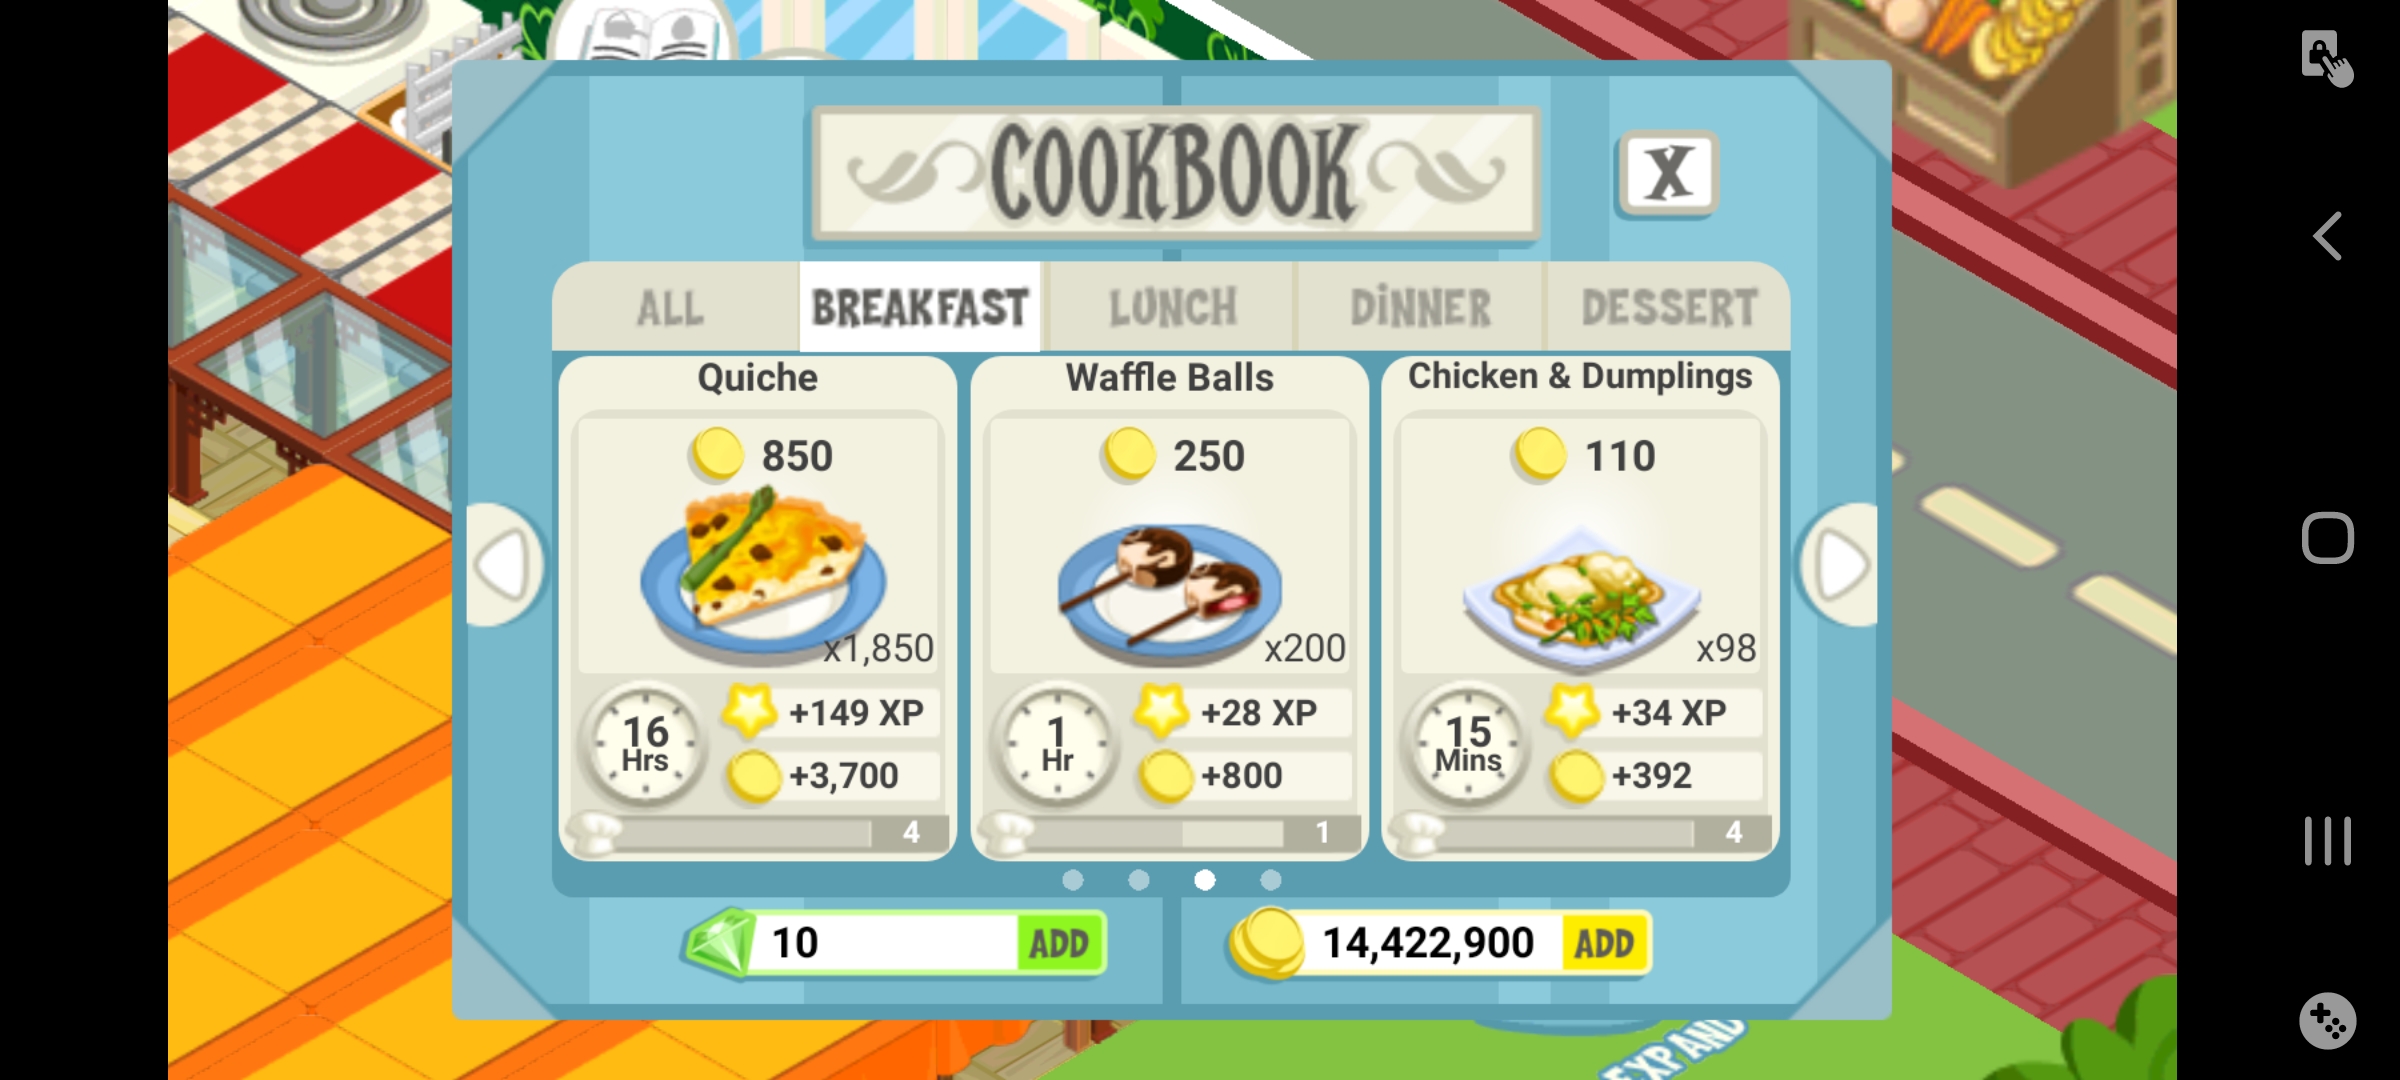 COOKBOOK
X
ALL BREAKFAST LUNCH DINNER DESSERT
Quiche
850
x1,850
16 Hrs
+149 XP
+3,700
4
Waffle Balls
250
x200
1 Hr
+28 XP
+800
1
Chicken & Dumplings
110
x98
15 Mins
+34 XP
+392
4
10 ADD
14,422,900 ADD
EXPAND